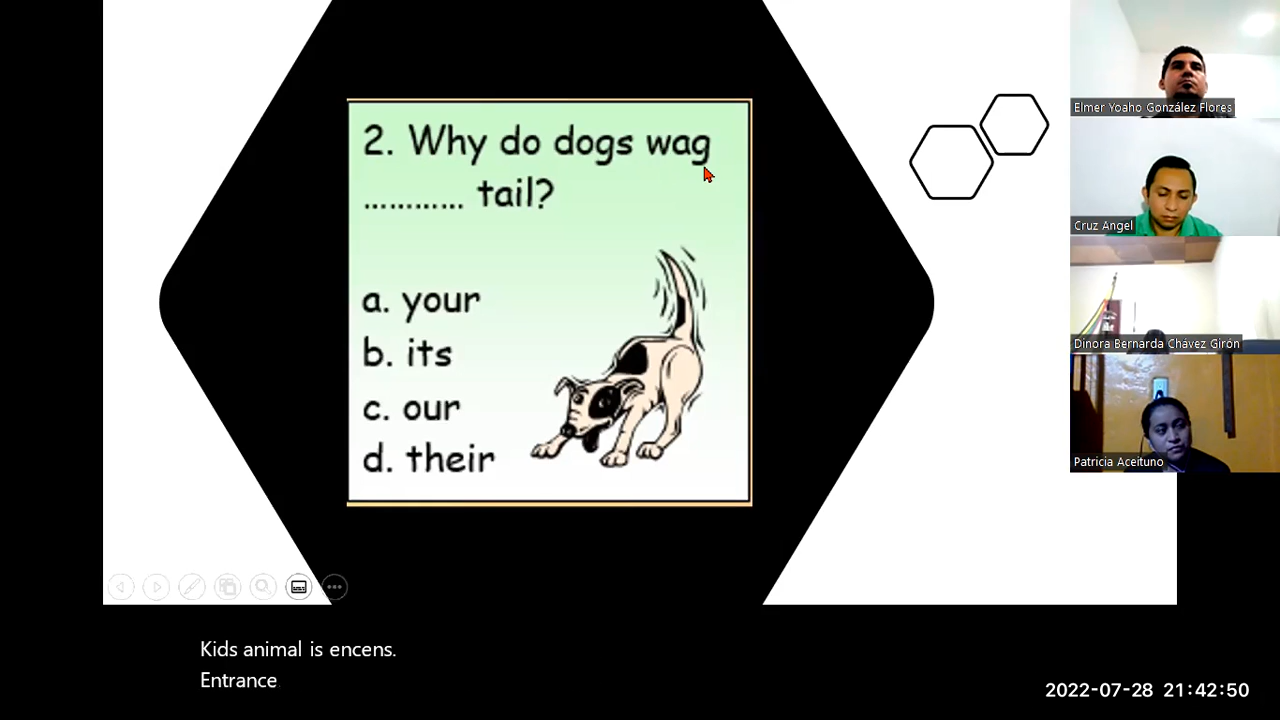 2. Why do dogs wag
………… tail?
a. your
b. its
c. our
d. their
Elmer Yoaho González Flores
Cruz Angel
Dinora Bernarda Chávez Girón
Patricia Aceituno
Kids animal is encens.
Entrance
2022-07-28 21:42:50